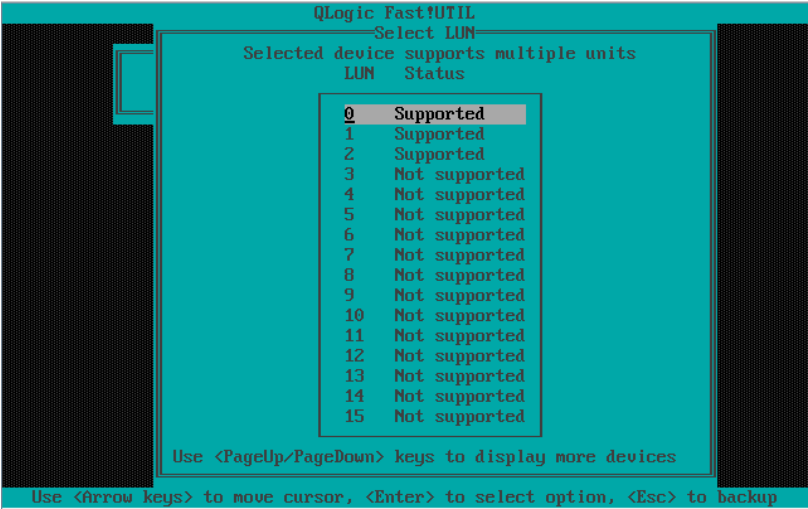 QLogic Fast!UTIL
Select LUN
Selected device supports multiple units
LUN Status
0 Supported
1 Supported
2 Supported
3 Not supported
4 Not supported
5 Not supported
6 Not supported
7 Not supported
8 Not supported
9 Not supported
10 Not supported
11 Not supported
12 Not supported
13 Not supported
14 Not supported
15 Not supported
Use <PageUp/PageDown> keys to display more devices
Use <Arrow keys> to move cursor, <Enter> to select option, <Esc> to backup